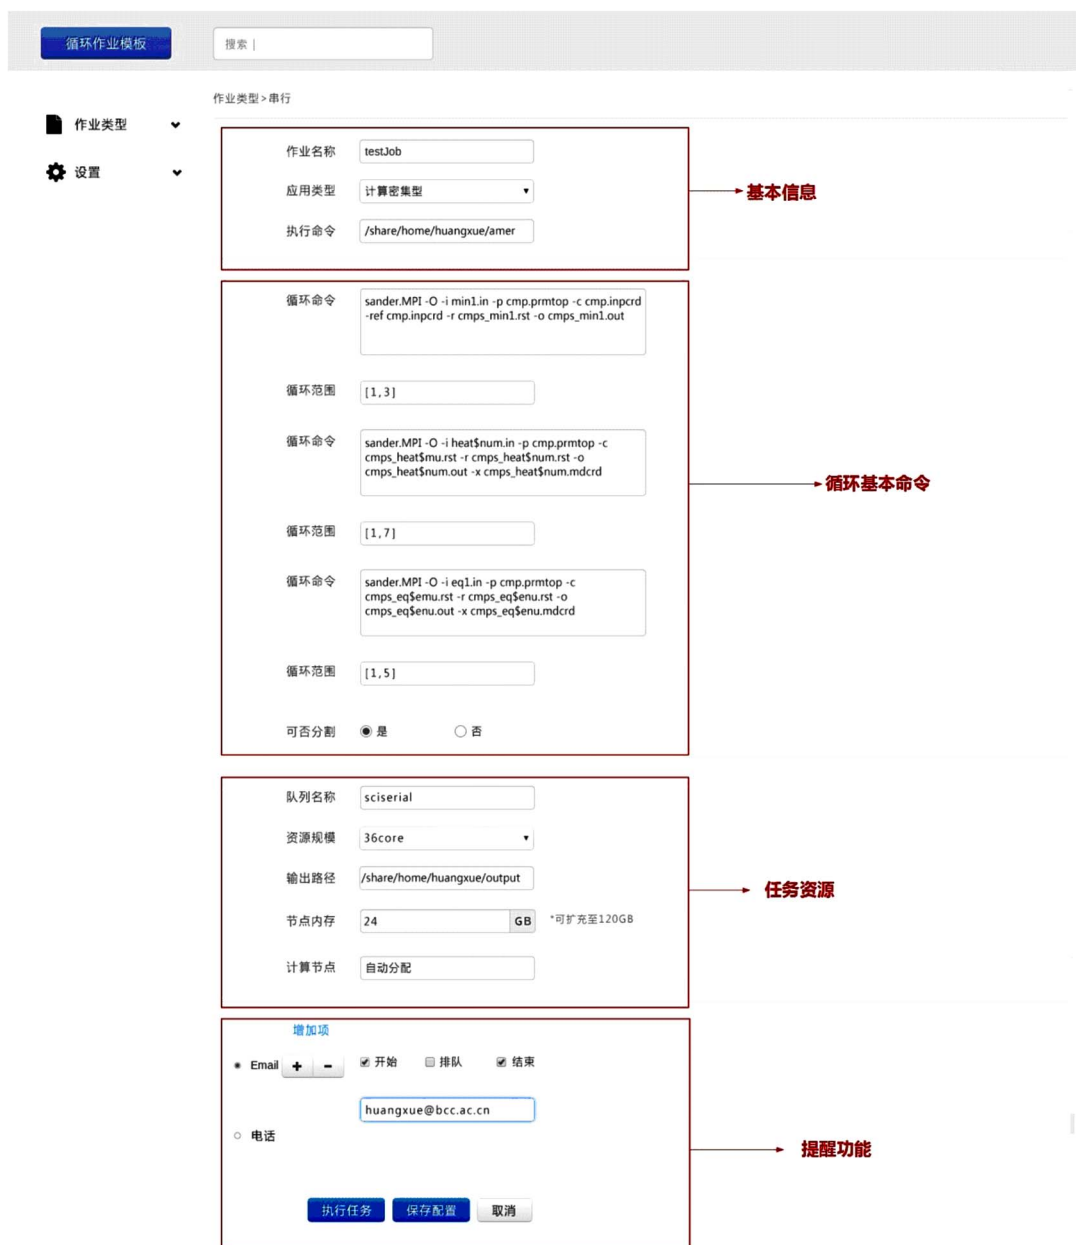 循环作业模板
搜索 |
作业类型>串行
作业类型
设置
作业名称 testJob
应用类型 计算密集型
基本信息
执行命令 /share/home/huangxue/amer
循环命令 sander.MPI -O -i min1.in -p cmp.prmtop -c cmp.inpcrd
-ref cmp.inpcrd -r cmps_min1.rst -o cmps_min1.out
循环范围 [1,3]
循环命令 sander.MPI -O -i heat$num.in -p cmp.prmtop -c
cmps_heat$mu.rst -r cmps_heat$num.rst -o
cmps_heat$num.out -x cmps_heat$num.mdcrd
循环基本命令
循环范围 [1,7]
循环命令 sander.MPI -O -i eq1.in -p cmp.prmtop -c
cmps_eq$emu.rst -r cmps_eq$enu.rst -o
cmps_eq$enu.out -x cmps_eq$enu.mdcrd
循环范围 [1,5]
可否分割 是 否
队列名称 sciserial
资源规模 36core
输出路径 /share/home/huangxue/output
任务资源
节点内存 24 GB *可扩充至120GB
计算节点 自动分配
增加项
Email + - 开始 排队 结束
huangxue@bcc.ac.cn
电话
提醒功能
执行任务 保存配置 取消